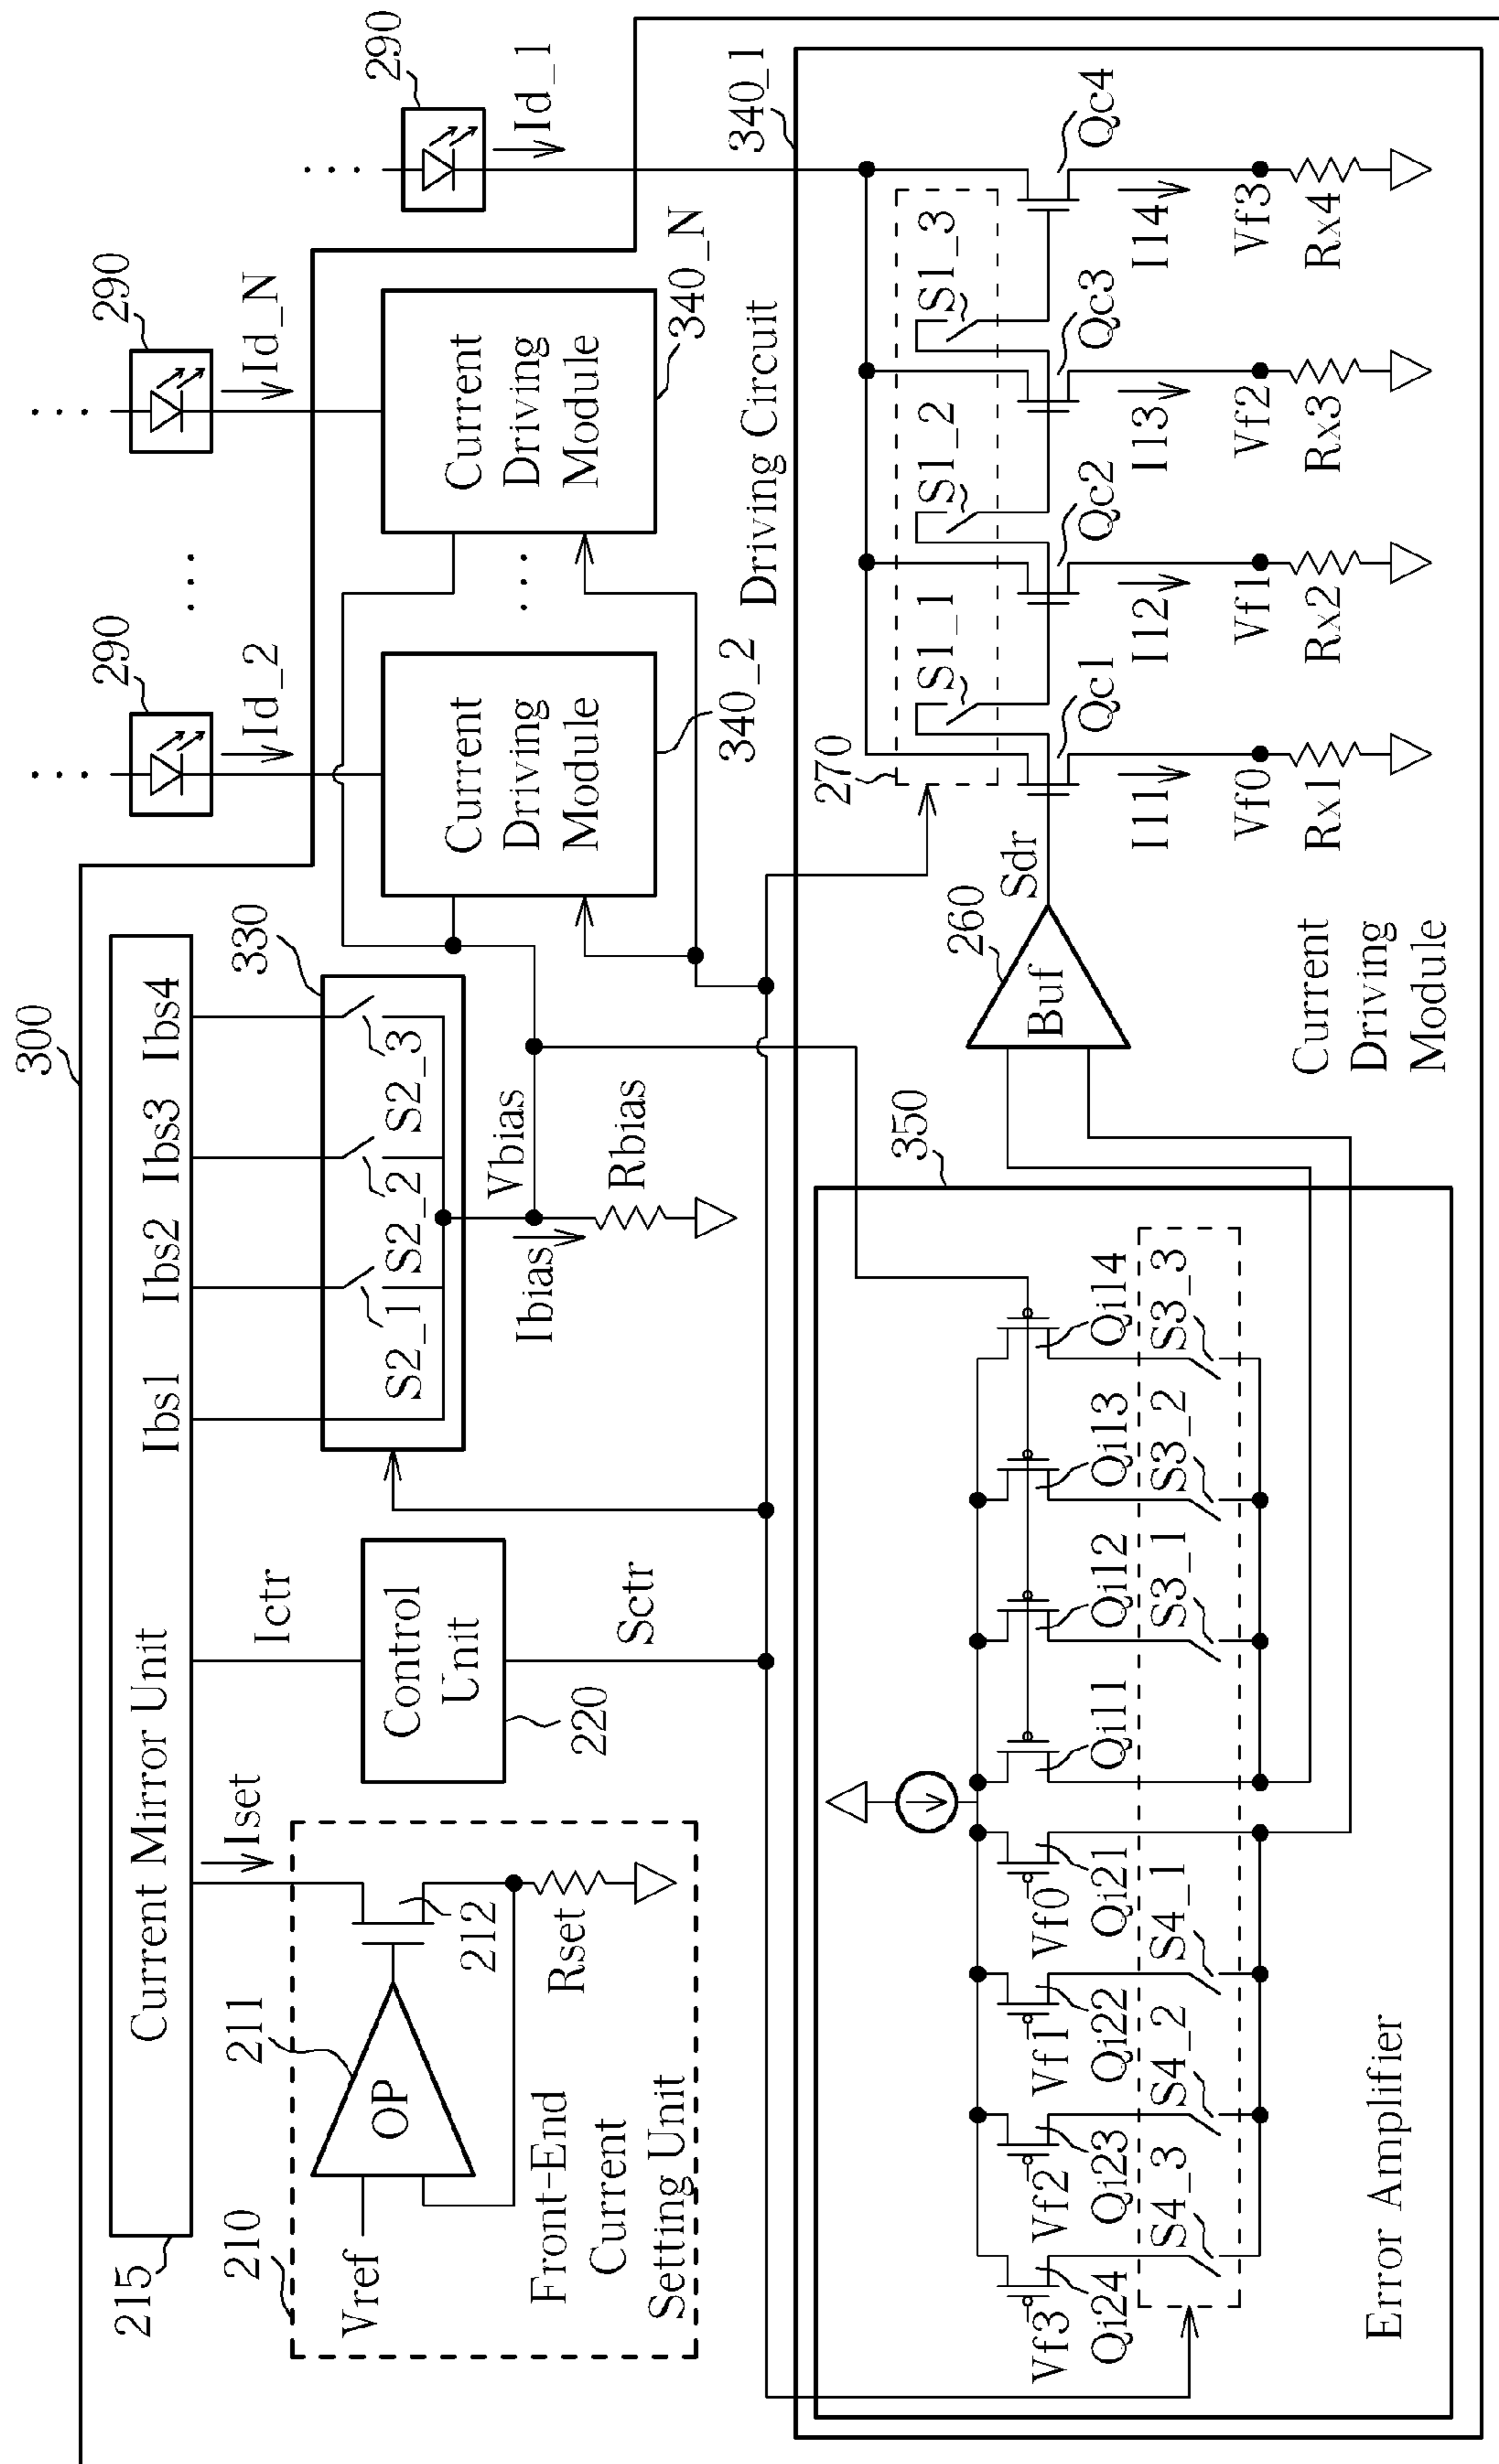 300
290
290
290
Id_2
Id_N
Id_1
215
Current Mirror Unit
Ibs1
Ibs2
Ibs3
Ibs4
Iset
Ictr
330
S2_1
S2_2
S2_3
Vbias
Ibias
Rbias
210
Vref
OP
211
212
Rset
Front-End
Current
Setting Unit
Control
Unit
220
Sctr
Current
Driving
Module
340_2
Current
Driving
Module
340_N
Driving Circuit
340_1
350
Vf3
Vf2
Vf1
Vf0
Qi24
Qi23
Qi22
Qi21
Qi11
Qi12
Qi13
Qi14
S4_3
S4_2
S4_1
S3_1
S3_2
S3_3
Error Amplifier
260
Buf
Sdr
270
S1_1
S1_2
S1_3
Qc1
Qc2
Qc3
Qc4
I11
I12
I13
I14
Vf0
Vf1
Vf2
Vf3
Rx1
Rx2
Rx3
Rx4
Current
Driving
Module